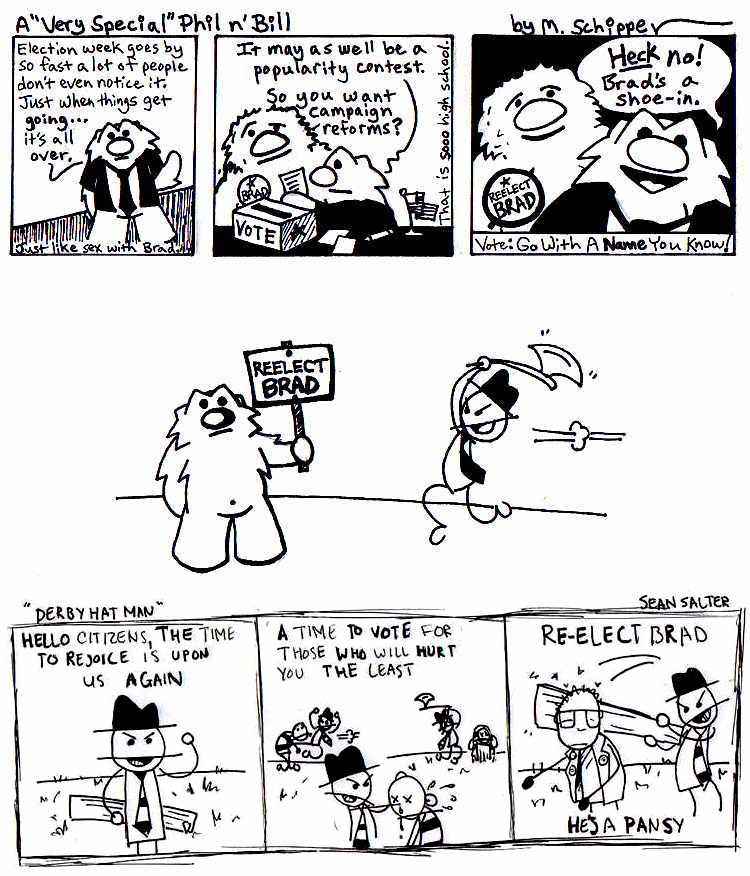 A "Very Special" Phil n' Bill
by M. Schipper
Election week goes by
so fast a lot of people
don't even notice it.
Just when things get
going...
it's all
over.
Just like sex with Brad...
It may as well be a
popularity contest.
So you want
campaign
reforms?
BRAD
VOTE
That is sooo high school.
Heck no!
Brad's a
shoe-in.
REELECT
BRAD
Vote: Go With A Name You Know!
REELECT
BRAD
"DERBY HAT MAN"
SEAN SALTER
HELLO CITIZENS, THE TIME
TO REJOICE IS UPON
US AGAIN
A TIME TO VOTE FOR
THOSE WHO WILL HURT
YOU THE LEAST
RE-ELECT BRAD
HE'S A PANSY